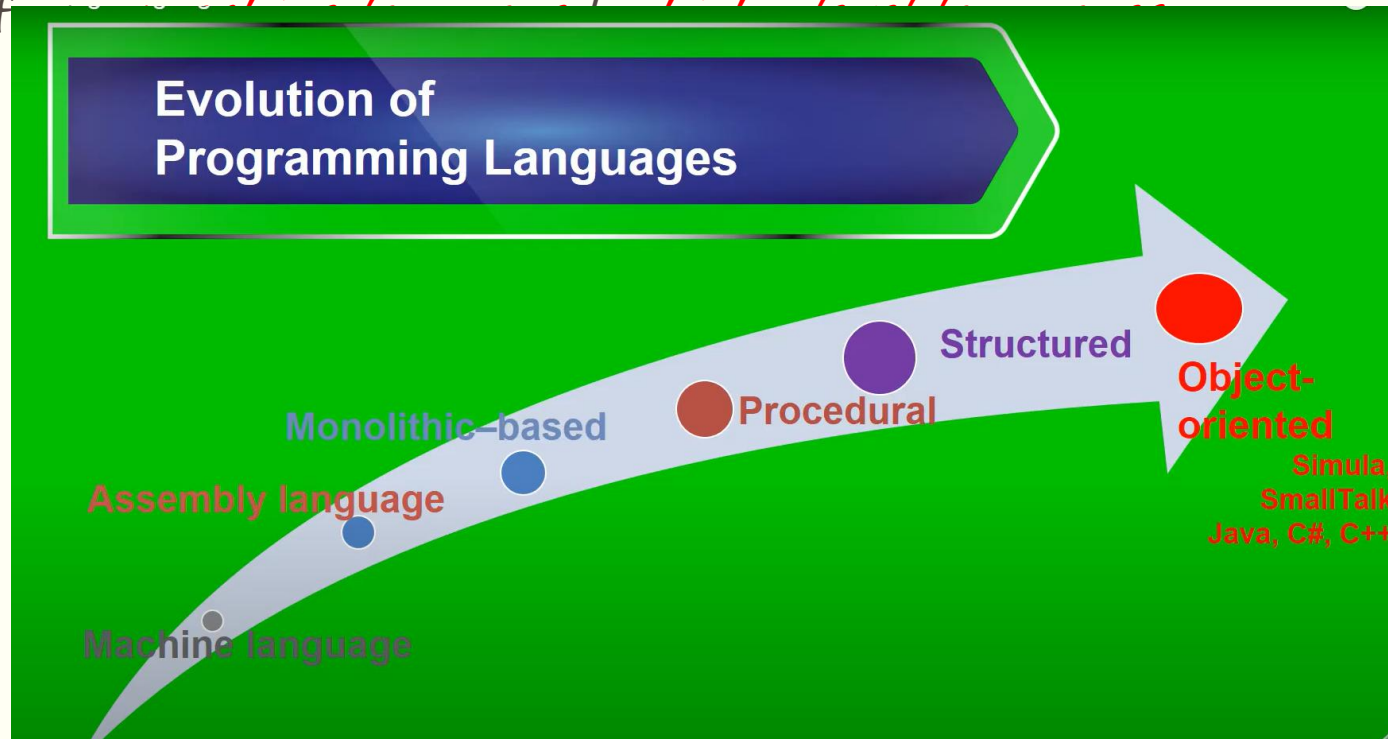 Evolution of
Programming Languages
Structured
Object-
oriented
Procedural
Monolithic–based
Simula
SmallTalk
Assembly language
Java, C#, C++
Machine language